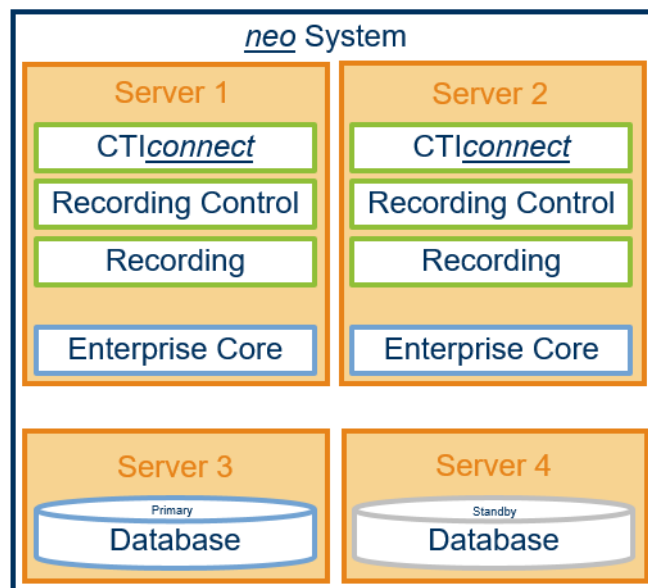 neo System
Server 1
CTIconnect
Recording Control
Recording
Enterprise Core
Server 2
CTIconnect
Recording Control
Recording
Enterprise Core
Server 3
Primary
Database
Server 4
Standby
Database